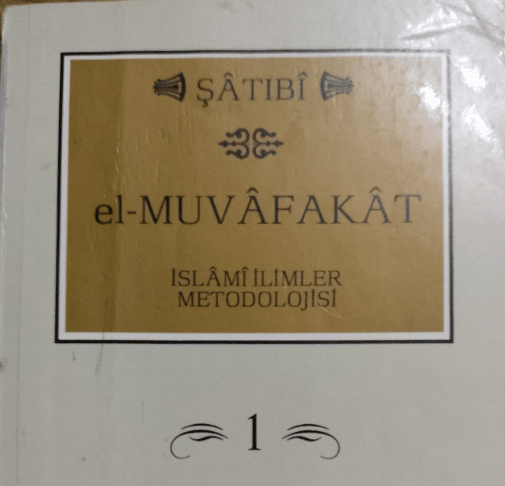 ŞÂTIBÎ
el-MUVÂFAKÂT
İSLÂMÎ İLİMLER
METODOLOJİSİ
1